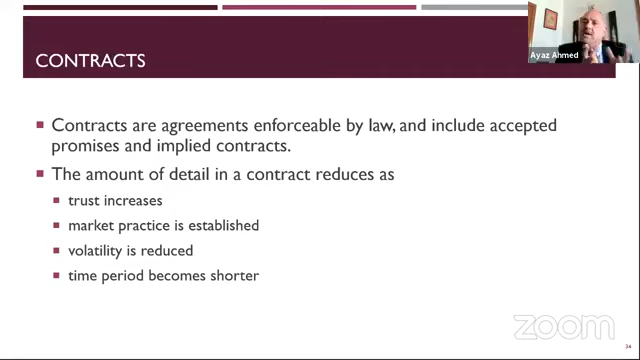 Ayaz Ahmed
CONTRACTS
Contracts are agreements enforceable by law, and include accepted
promises and implied contracts.
The amount of detail in a contract reduces as
trust increases
market practice is established
volatility is reduced
time period becomes shorter
zoom
34